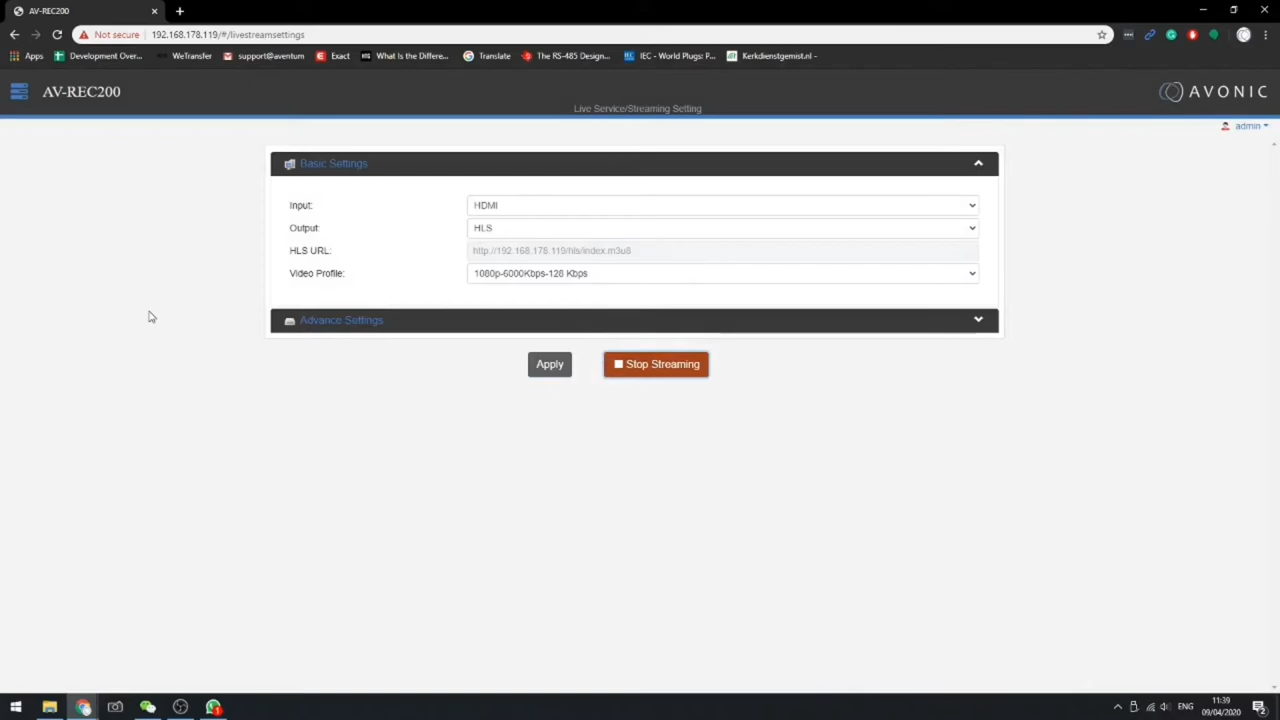 AV-REC200
Not secure 192.168.178.119/#/livestreamsettings
Apps Development Over... WeTransfer support@aventum Exact What Is the Differe... Translate The RS-485 Design... IEC - World Plugs: P... Kerkdienstgemist.nl -
AV-REC200
AVONIC
Live Service/Streaming Setting
admin
Basic Settings
Input: HDMI
Output: HLS
HLS URL: http://192.168.178.119/hls/index.m3u8
Video Profile: 1080p-6000Kbps-128 Kbps
Advance Settings
Apply Stop Streaming
ENG
11:39
09/04/2020